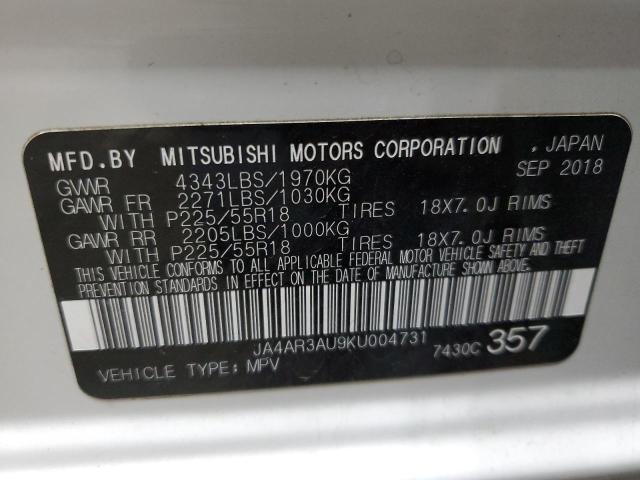 MFD.BY MITSUBISHI MOTORS CORPORATION , JAPAN
SEP 2018
GVWR 4343LBS/1970KG
GAWR FR 2271LBS/1030KG
WITH P225/55R18 TIRES 18X7.0J RIMS
GAWR RR 2205LBS/1000KG
WITH P225/55R18 TIRES 18X7.0J RIMS
THIS VEHICLE CONFORMS TO ALL APPLICABLE FEDERAL MOTOR VEHICLE SAFETY AND THEFT
PREVENTION STANDARDS IN EFFECT ON THE DATE OF MANUFACTURE SHOWN ABOVE.
JA4AR3AU9KU004731
7430C 357
VEHICLE TYPE: MPV